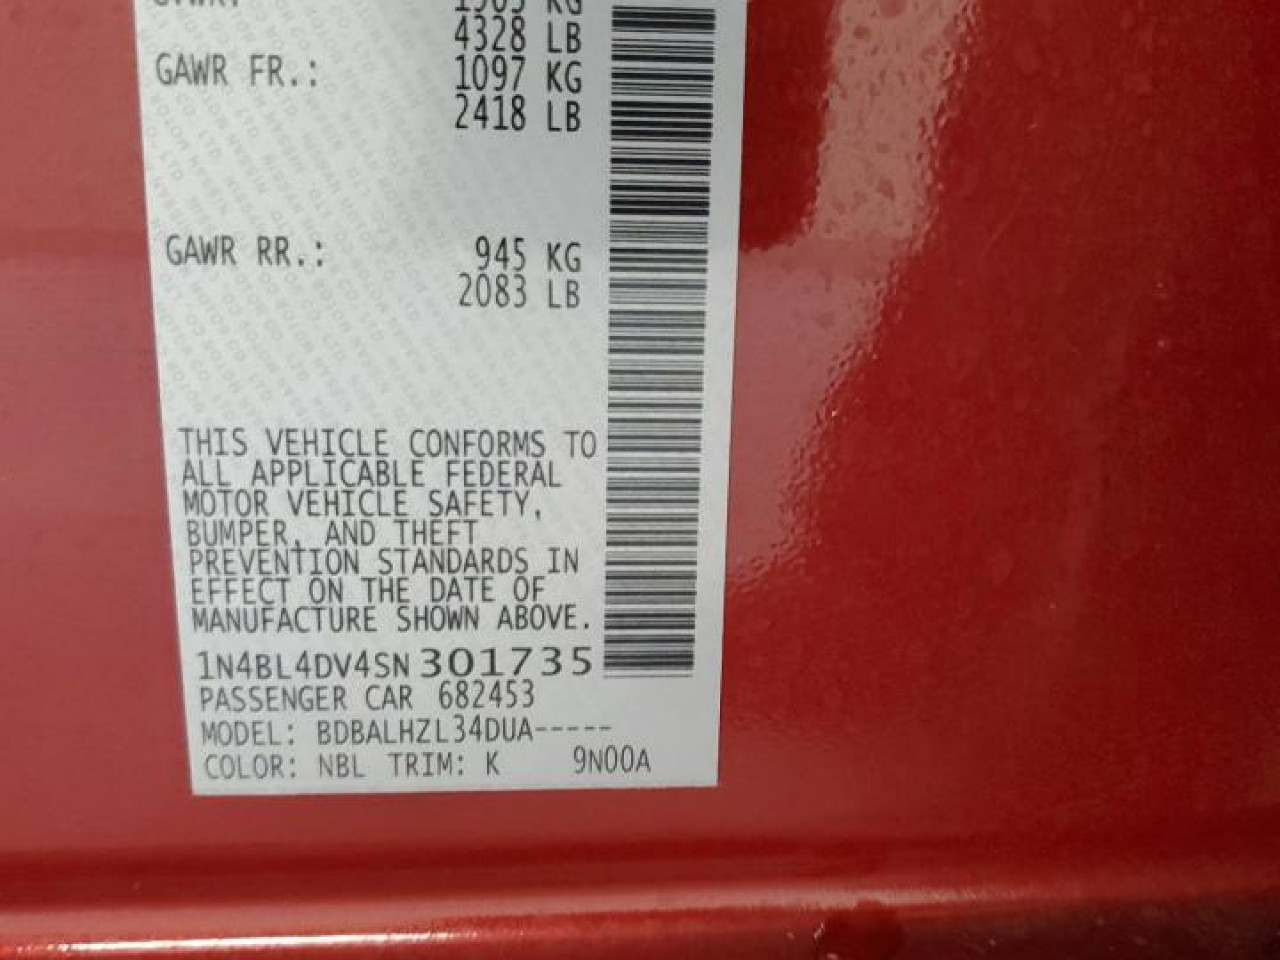 4328 LB
GAWR FR.: 1097 KG
2418 LB
GAWR RR.: 945 KG
2083 LB
THIS VEHICLE CONFORMS TO
ALL APPLICABLE FEDERAL
MOTOR VEHICLE SAFETY,
BUMPER, AND THEFT
PREVENTION STANDARDS IN
EFFECT ON THE DATE OF
MANUFACTURE SHOWN ABOVE.
1N4BL4DV4SN301735
PASSENGER CAR 682453
MODEL: BDBALHZL34DUA-----
COLOR: NBL TRIM: K 9N00A